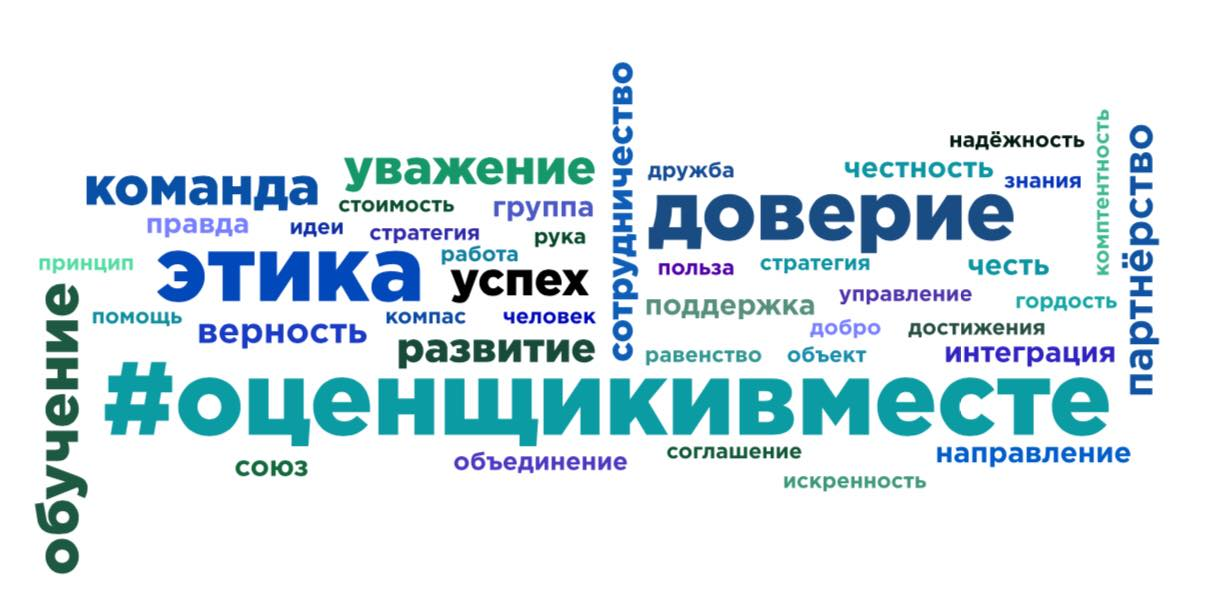 сотрудничество
надёжность
комптентность
партнёрство
уважение
дружба
честность
знания
команда
стоимость
группа
доверие
правда
идеи
стратегия
рука
этика
работа
успех
принцип
польза
стратегия
честь
обучение
помощь
верность
компас
человек
поддержка
управление
гордость
добро
достижения
развитие
равенство
объект
интеграция
#оценщикивместе
союз
объединение
соглашение
направление
искренность